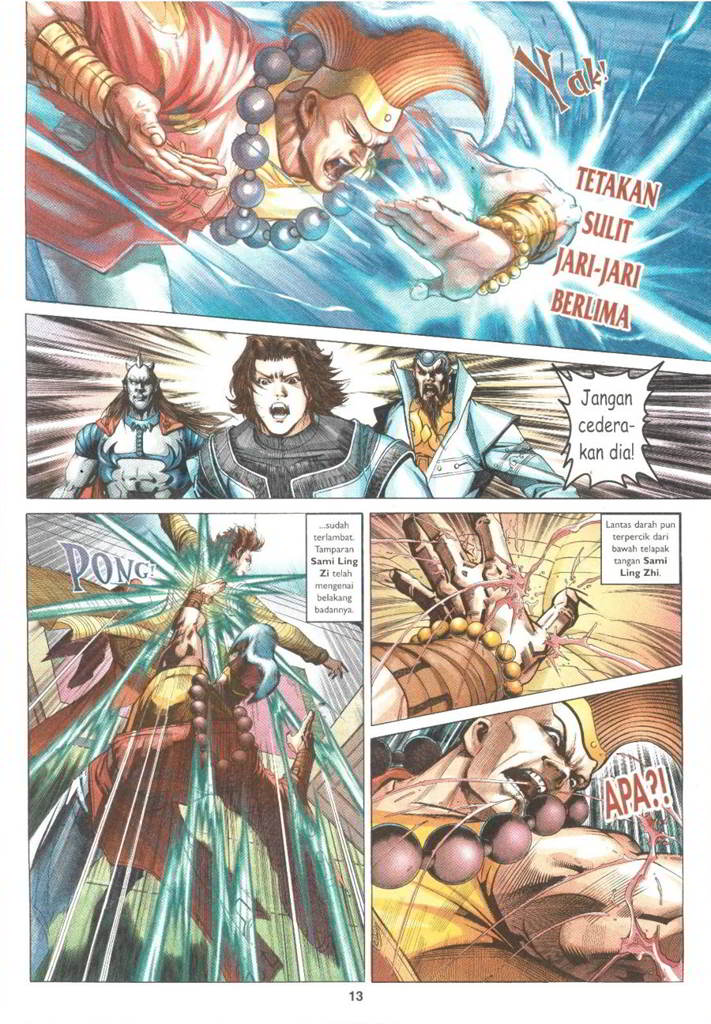 Yak!
TETAKAN
SULIT
JARI-JARI
BERLIMA
Jangan
cedera-
kan dia!
PONG!
...sudah
terlambat.
Tamparan
Sami Ling
Zi telah
mengenai
belakang
badannya.
Lantas darah pun
terpercik dari
bawah telapak
tangan Sami
Ling Zhi.
APA?!
13